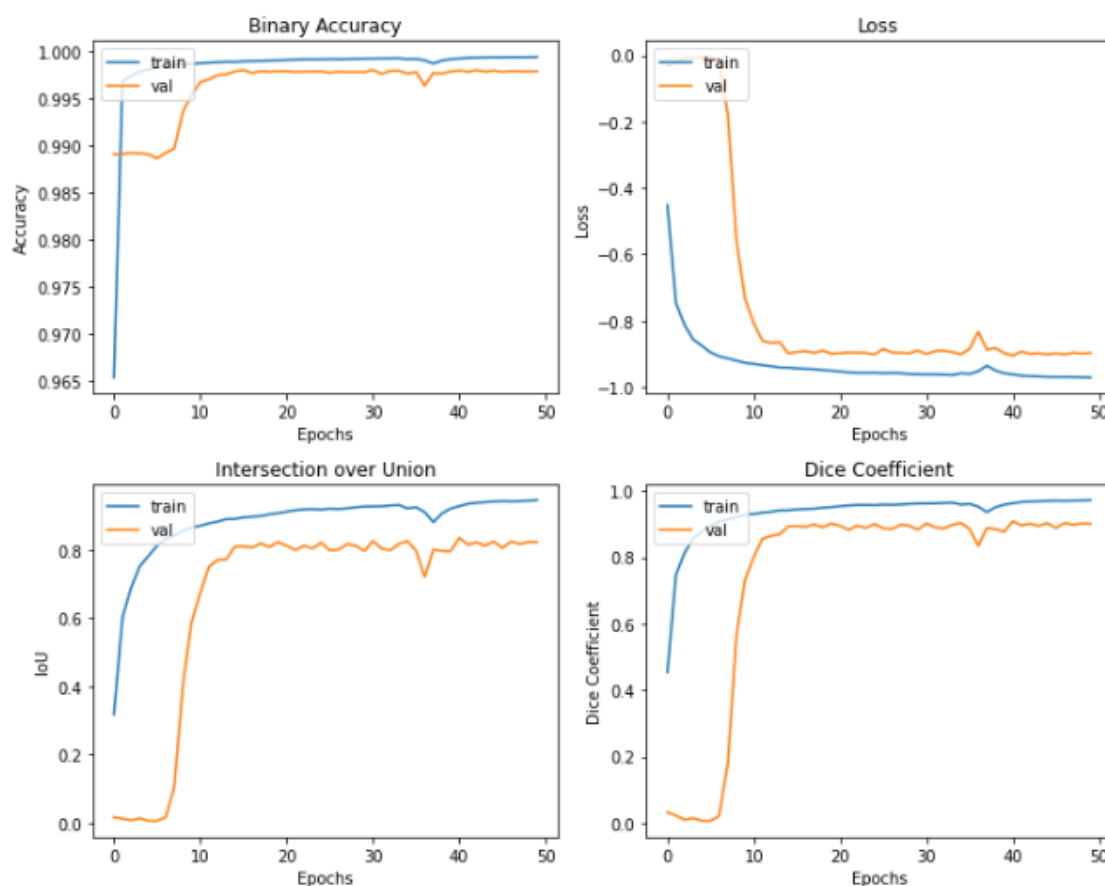 Binary Accuracy
1.000
0.995
0.990
0.985
0.980
0.975
0.970
0.965
Accuracy
train
val
0 10 20 30 40 50
Epochs
Loss
0.0
−0.2
−0.4
−0.6
−0.8
−1.0
Loss
train
val
0 10 20 30 40 50
Epochs
Intersection over Union
0.8
0.6
0.4
0.2
0.0
IoU
train
val
0 10 20 30 40 50
Epochs
Dice Coefficient
1.0
0.8
0.6
0.4
0.2
0.0
Dice Coefficient
train
val
0 10 20 30 40 50
Epochs